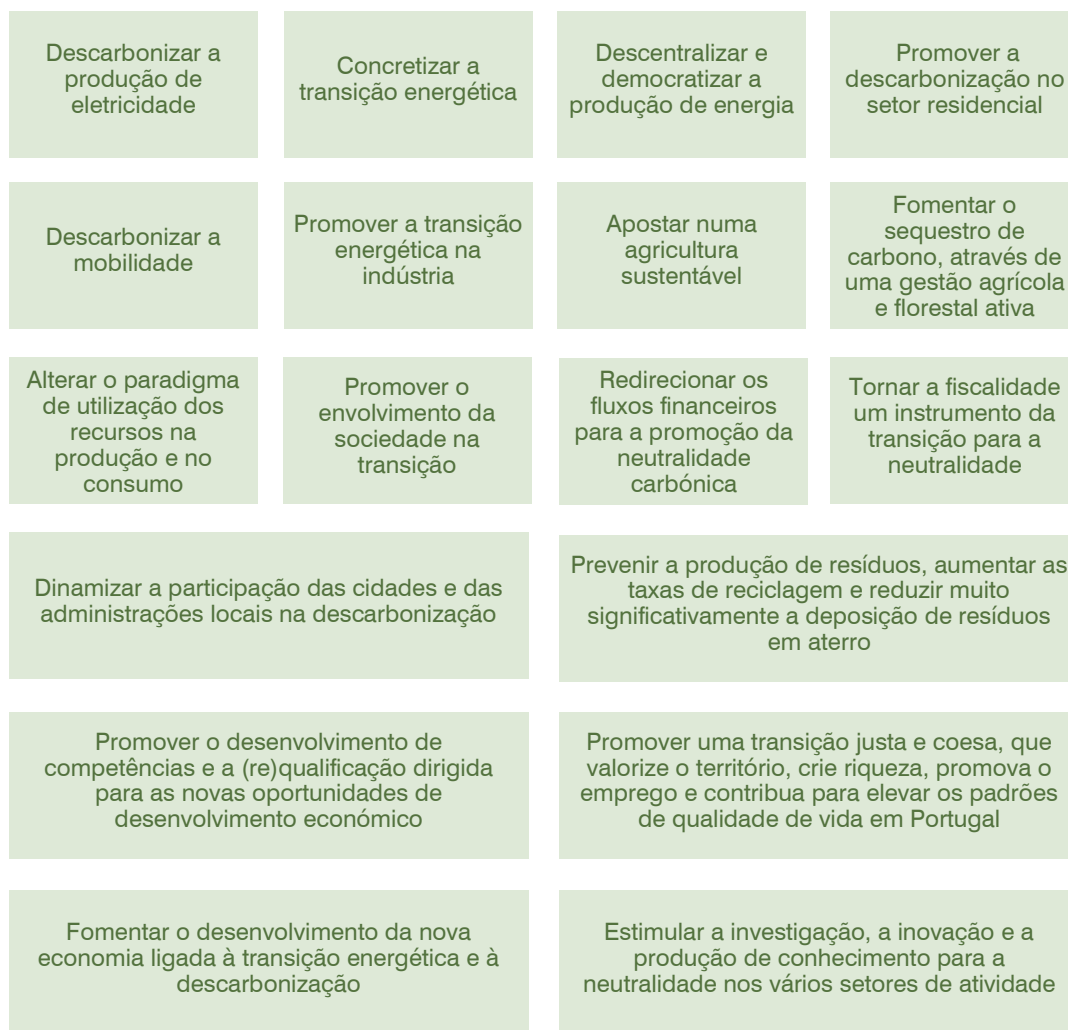 Descarbonizar a
produção de
eletricidade
Concretizar a
transição energética
Descentralizar e
democratizar a
produção de energia
Promover a
descarbonização no
setor residencial
Descarbonizar a
mobilidade
Promover a transição
energética na
indústria
Apostar numa
agricultura
sustentável
Fomentar o
sequestro de
carbono, através de
uma gestão agrícola
e florestal ativa
Alterar o paradigma
de utilização dos
recursos na
produção e no
consumo
Promover o
envolvimento da
sociedade na
transição
Redirecionar os
fluxos financeiros
para a promoção da
neutralidade
carbónica
Tornar a fiscalidade
um instrumento da
transição para a
neutralidade
Dinamizar a participação das cidades e das
administrações locais na descarbonização
Prevenir a produção de resíduos, aumentar as
taxas de reciclagem e reduzir muito
significativamente a deposição de resíduos
em aterro
Promover o desenvolvimento de
competências e a (re)qualificação dirigida
para as novas oportunidades de
desenvolvimento económico
Promover uma transição justa e coesa, que
valorize o território, crie riqueza, promova o
emprego e contribua para elevar os padrões
de qualidade de vida em Portugal
Fomentar o desenvolvimento da nova
economia ligada à transição energética e à
descarbonização
Estimular a investigação, a inovação e a
produção de conhecimento para a
neutralidade nos vários setores de atividade